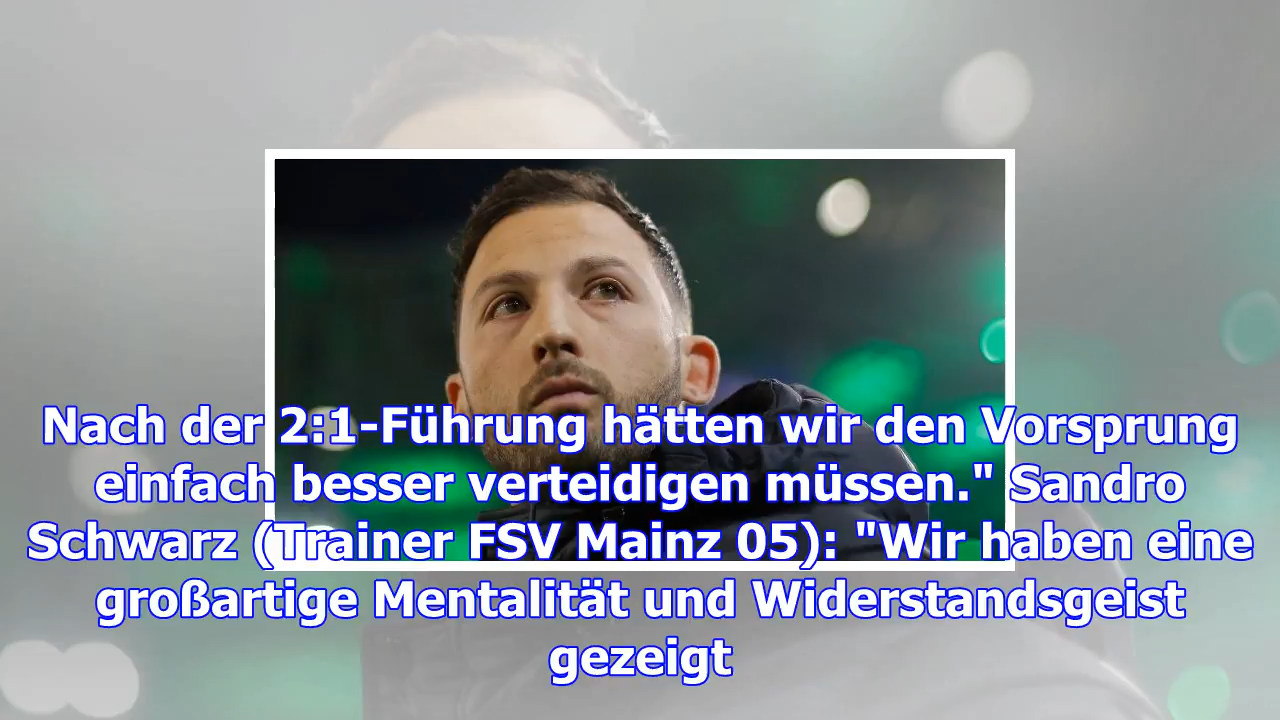 Nach der 2:1-Führung hätten wir den Vorsprung
einfach besser verteidigen müssen." Sandro
Schwarz (Trainer FSV Mainz 05): "Wir haben eine
großartige Mentalität und Widerstandsgeist
gezeigt